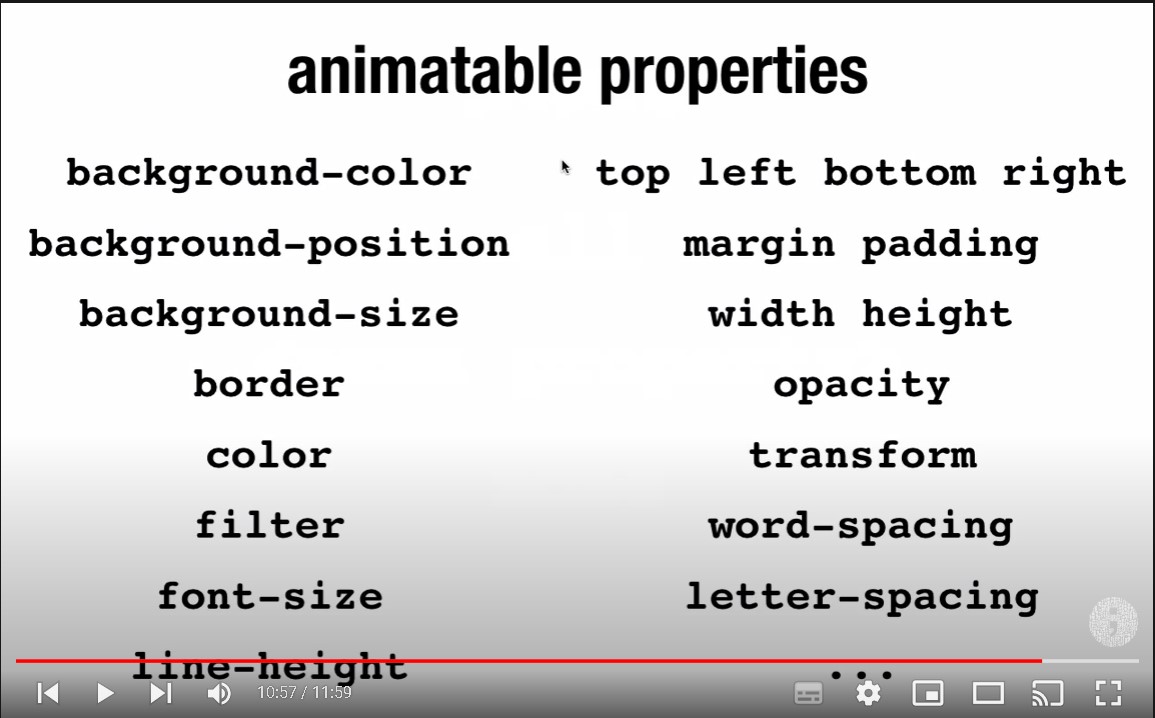 animatable properties
background-color
background-position
background-size
border
color
filter
font-size
line-height
top left bottom right
margin padding
width height
opacity
transform
word-spacing
letter-spacing
...
10:57 / 11:59